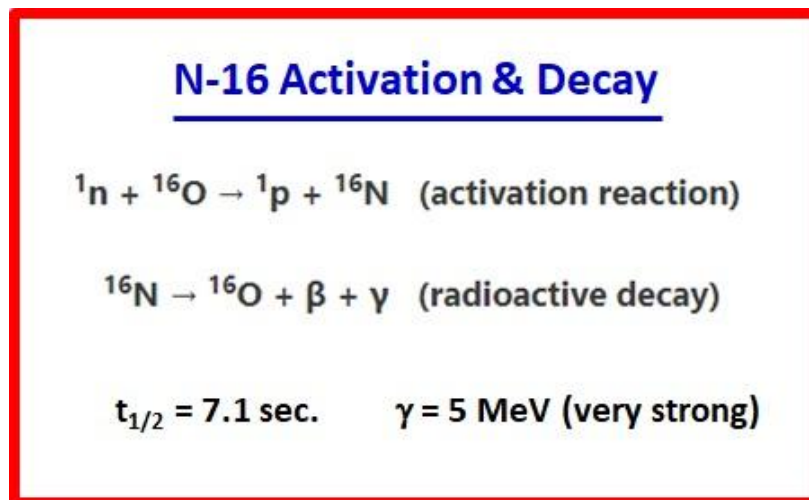 N-16 Activation & Decay
¹n + ¹⁶O → ¹p + ¹⁶N (activation reaction)
¹⁶N → ¹⁶O + β + γ (radioactive decay)
t₁/₂ = 7.1 sec. γ = 5 MeV (very strong)